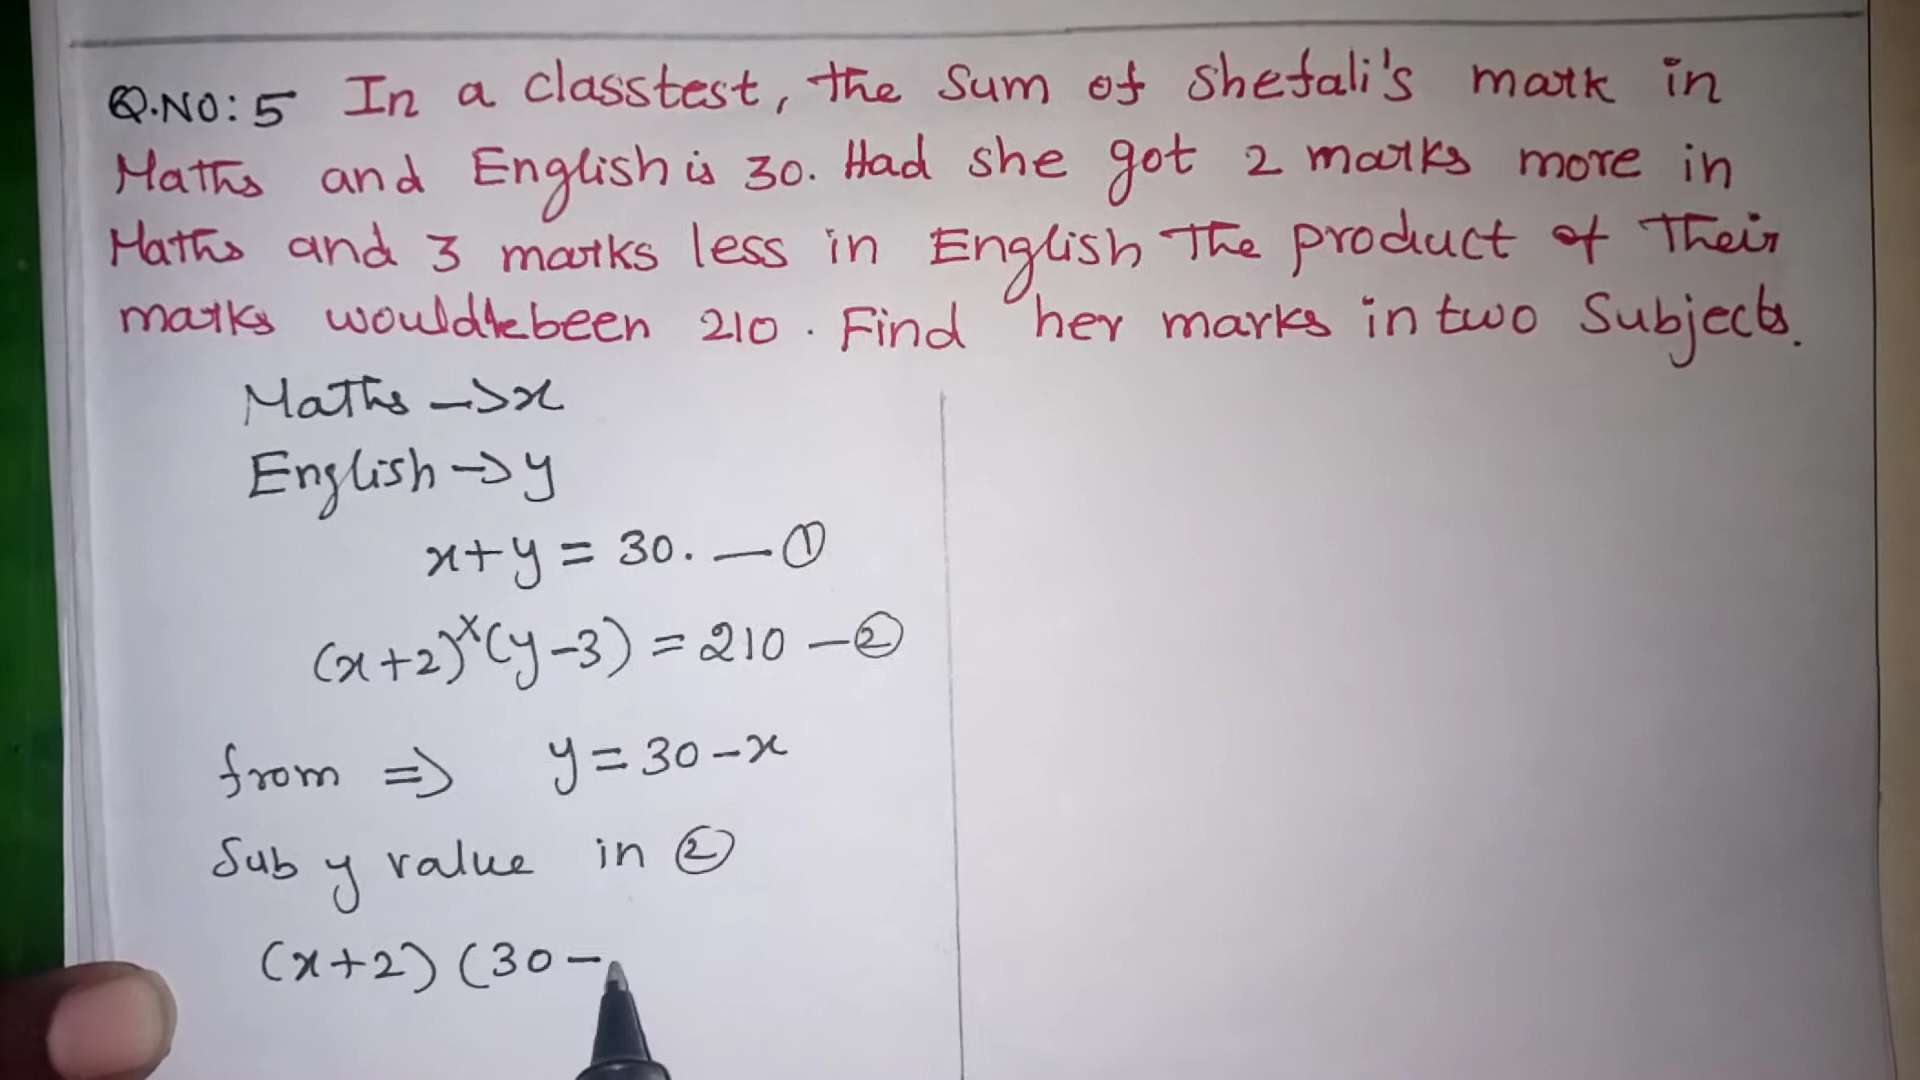 Q.NO: 5 In a classtest, the sum of shefali's mark in
Maths and English is 30. Had she got 2 marks more in
Maths and 3 marks less in English The product of Their
marks would been 210. Find her marks in two Subjects.
Maths -> x
English -> y
x+y = 30. — ①
(x+2)×(y-3) = 210 — ②
from => y = 30-x
Sub y value in ②
(x+2) (30-